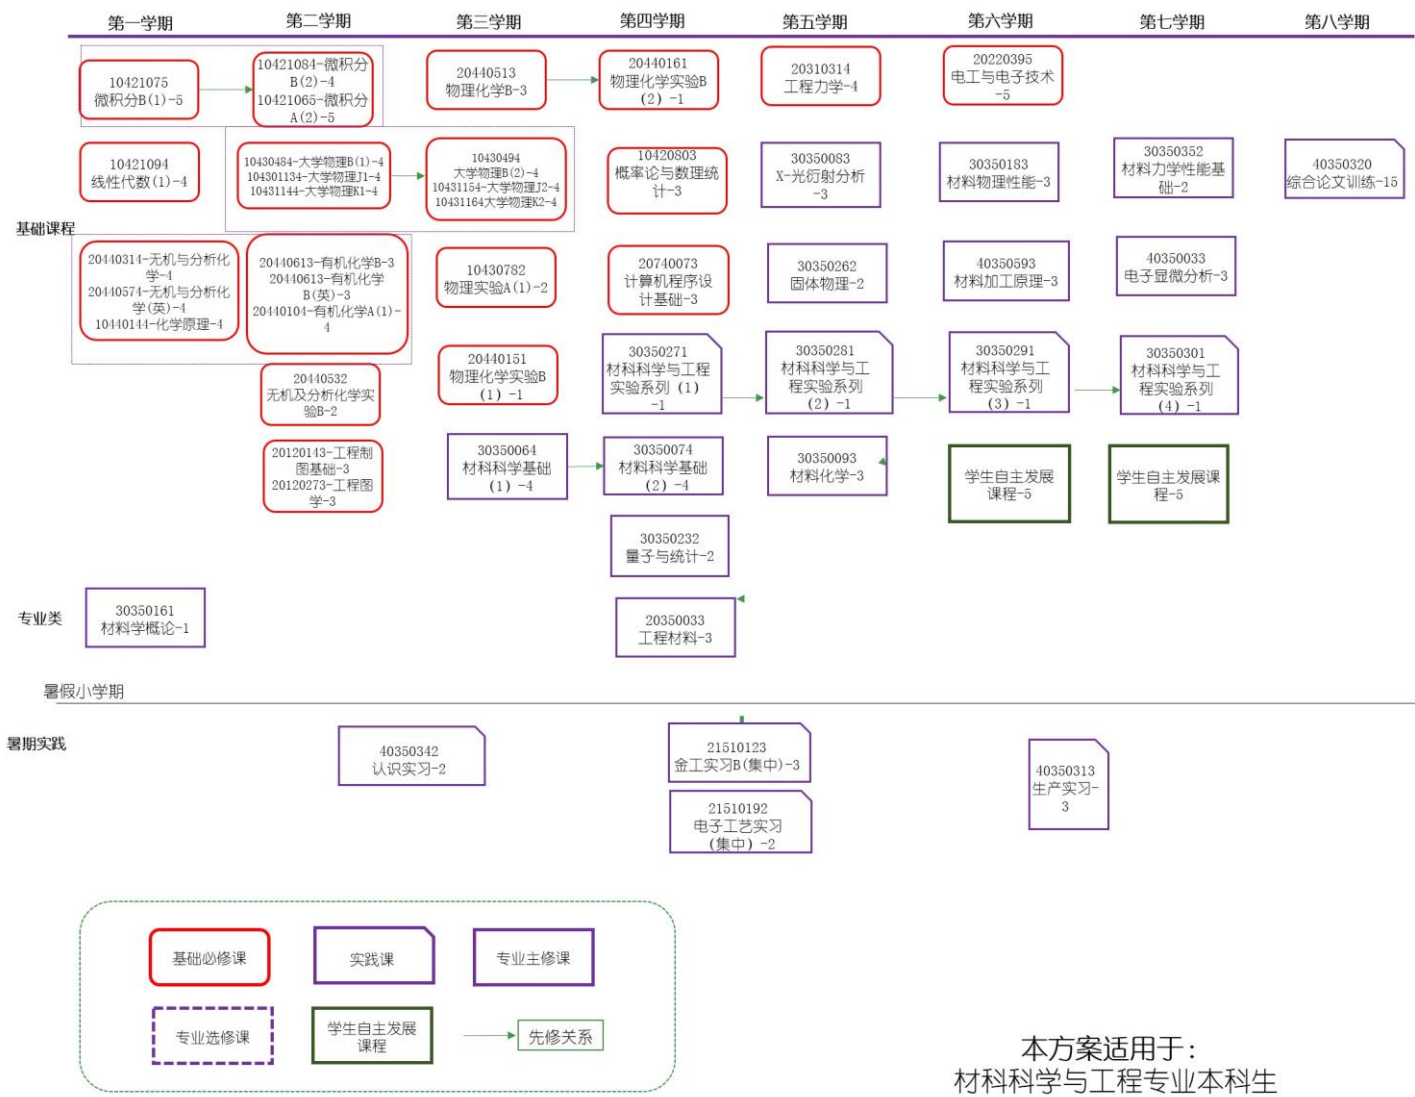 第一学期
第二学期
第三学期
第四学期
第五学期
第六学期
第七学期
第八学期
基础课程
10421075
微积分B(1)-5
10421084-微积分
B(2)-4
10421065-微积分
A(2)-5
20440513
物理化学B-3
20440161
物理化学实验B
(2) -1
20310314
工程力学-4
20220395
电工与电子技术
-5
10421094
线性代数(1)-4
10430484-大学物理B(1)-4
104301134-大学物理J1-4
10431144-大学物理K1-4
10430494
大学物理B(2)-4
10431154-大学物理J2-4
10431164大学物理K2-4
10420803
概率论与数理统
计-3
30350083
X-光衍射分析
-3
30350183
材料物理性能-3
30350352
材料力学性能基
础-2
40350320
综合论文训练-15
20440314-无机与分析化
学-4
20440574-无机与分析化
学(英)-4
10440144-化学原理-4
20440613-有机化学B-3
20440613-有机化学
B(英)-3
20440104-有机化学A(1)-
4
10430782
物理实验A(1)-2
20740073
计算机程序设
计基础-3
30350262
固体物理-2
40350593
材料加工原理-3
40350033
电子显微分析-3
20440532
无机及分析化学实
验B-2
20440151
物理化学实验B
(1) -1
30350271
材科科学与工程
实验系列 (1)
-1
30350281
材科科学与工
程实验系列
(2) -1
30350291
材料科学与工
程实验系列
(3) -1
30350301
材科科学与工
程实验系列
(4) -1
20120143-工程制
图基础-3
20120273-工程图
学-3
30350064
材科科学基础
(1) -4
30350074
材料科学基础
(2) -4
30350093
材料化学-3
学生自主发展
课程-5
学生自主发展课
程-5
30350232
量子与统计-2
专业类
30350161
材料学概论-1
20350033
工程材料-3
暑假小学期
暑期实践
40350342
认识实习-2
21510123
金工实习B(集中)-3
21510192
电子工艺实习
(集中) -2
40350313
生产实习-
3
基础必修课
实践课
专业主修课
专业选修课
学生自主发展
课程
先修关系
本方案适用于:
材科科学与工程专业本科生